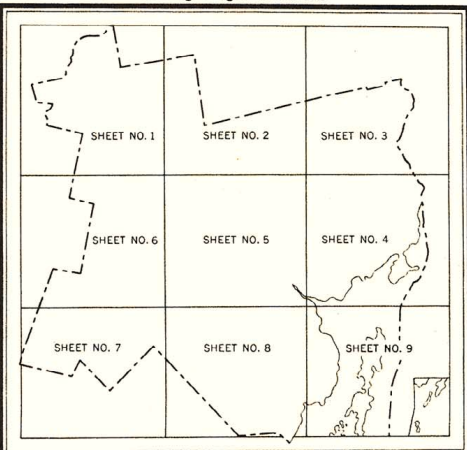 SHEET NO. 1
SHEET NO. 2
SHEET NO. 3
SHEET NO. 6
SHEET NO. 5
SHEET NO. 4
SHEET NO. 7
SHEET NO. 8
SHEET NO. 9